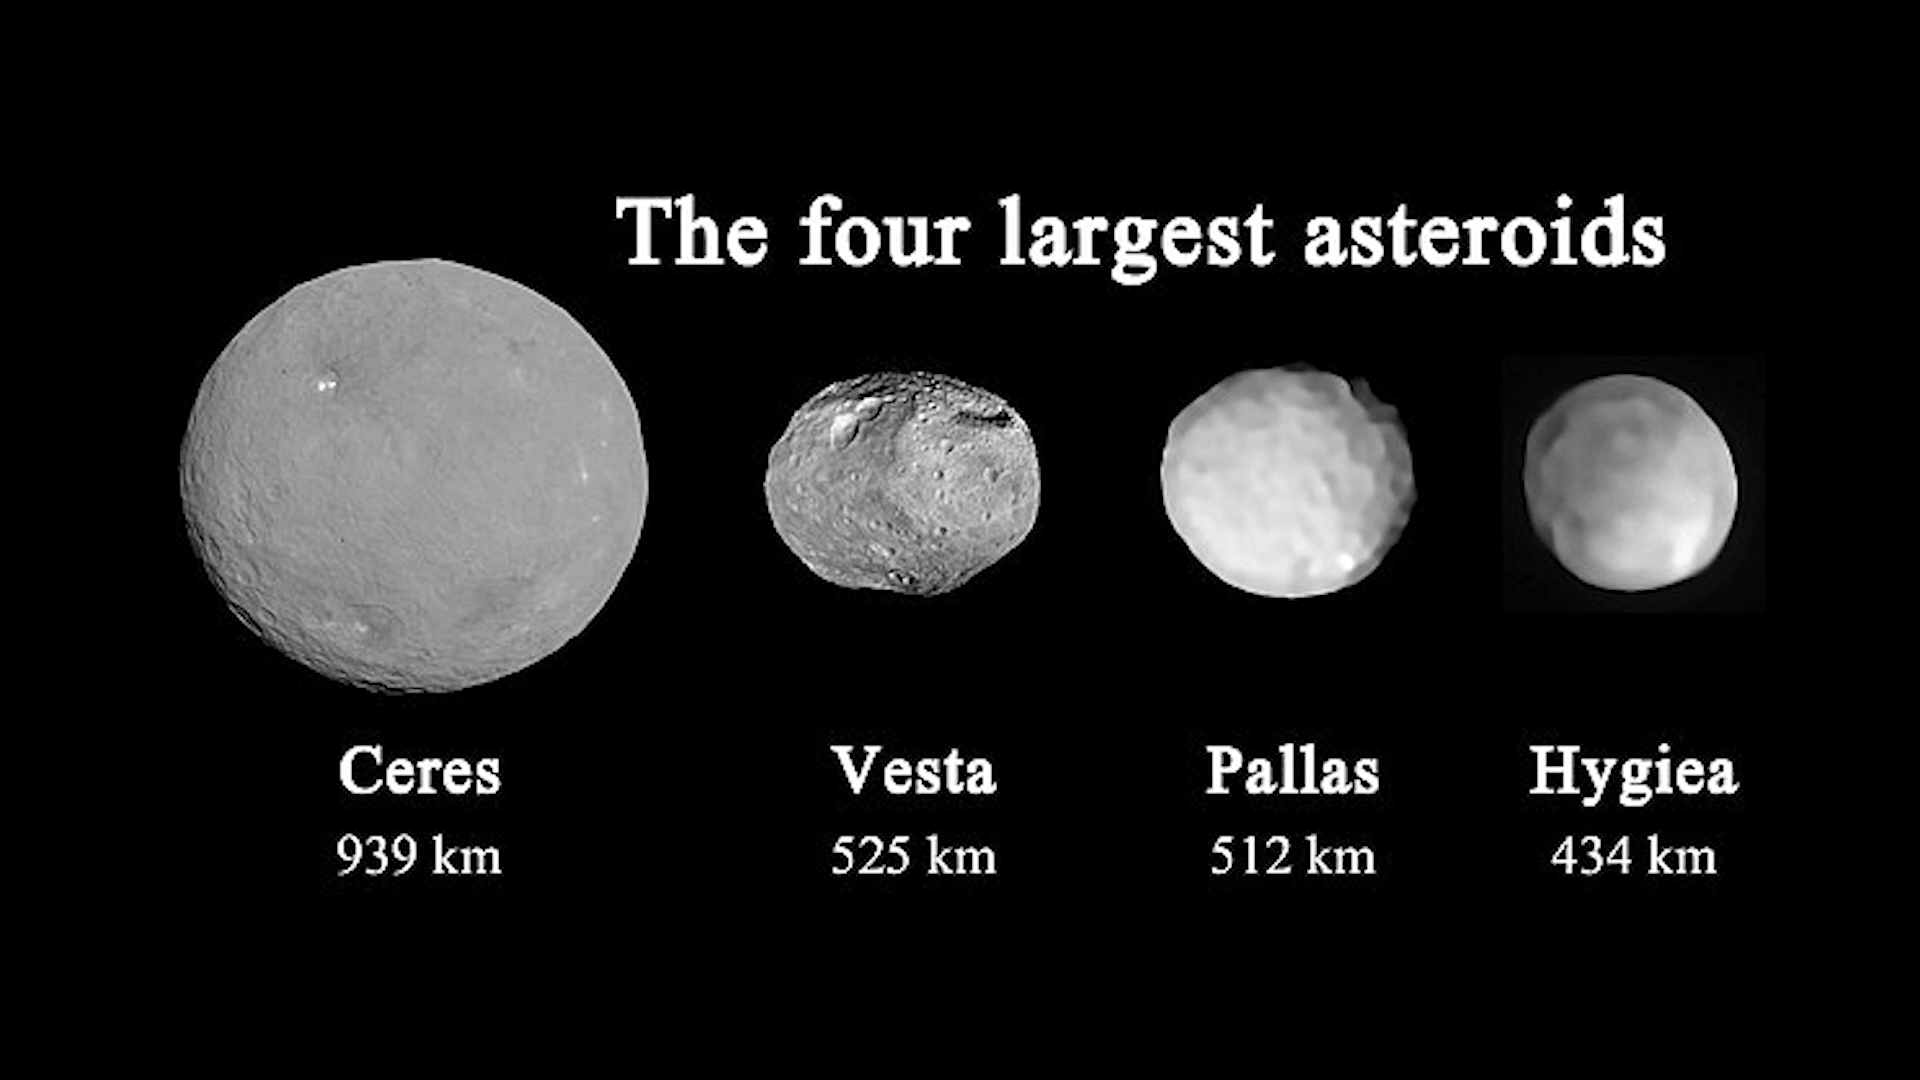 The four largest asteroids
Ceres
939 km
Vesta
525 km
Pallas
512 km
Hygiea
434 km